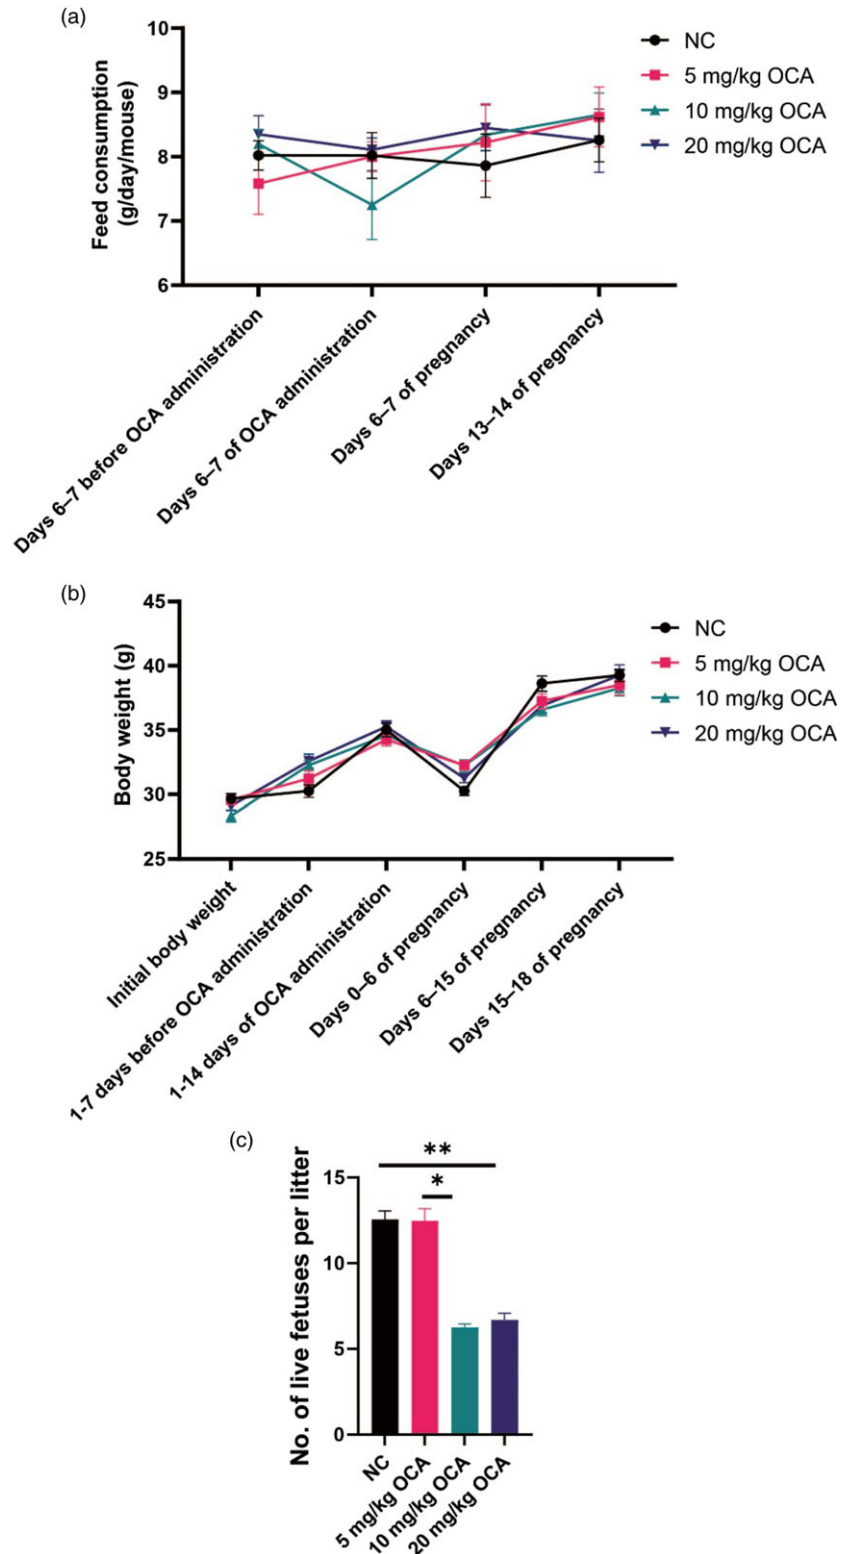 (a)
10
9
8
7
6
Feed consumption
(g/day/mouse)
NC
5 mg/kg OCA
10 mg/kg OCA
20 mg/kg OCA
Days 6–7 before OCA administration
Days 6–7 of OCA administration
Days 6–7 of pregnancy
Days 13–14 of pregnancy
(b)
45
40
35
30
25
Body weight (g)
NC
5 mg/kg OCA
10 mg/kg OCA
20 mg/kg OCA
Initial body weight
1-7 days before OCA administration
1-14 days of OCA administration
Days 0–6 of pregnancy
Days 6–15 of pregnancy
Days 15–18 of pregnancy
(c)
**
*
15
10
5
0
No. of live fetuses per litter
NC
5 mg/kg OCA
10 mg/kg OCA
20 mg/kg OCA